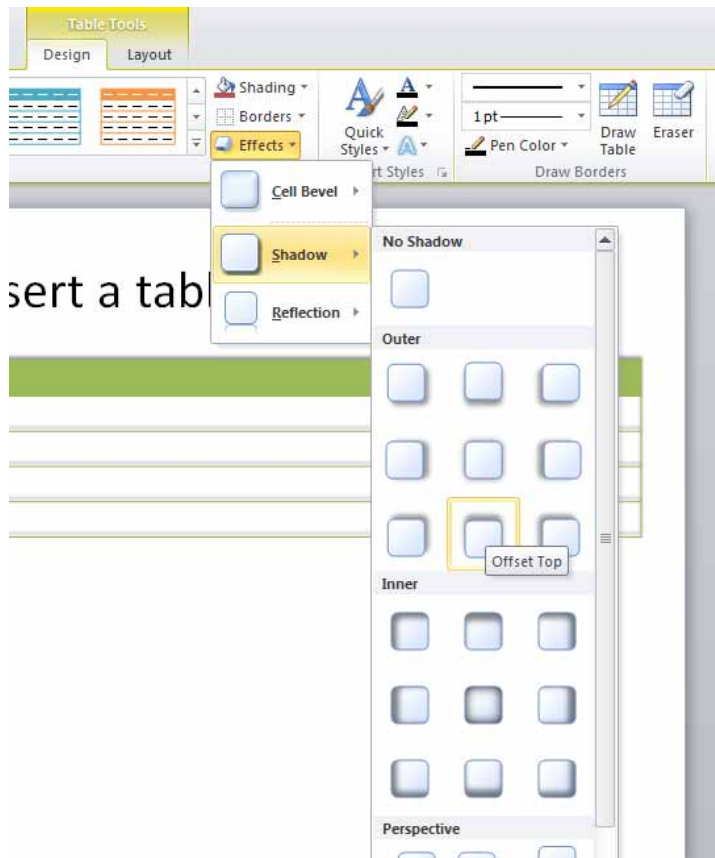 Table Tools
Design Layout
Shading
Borders
Effects
Quick
Styles
1 pt
Pen Color
Draw
Table
Eraser
rt Styles
Draw Borders
Cell Bevel
Shadow
Reflection
sert a tabl
No Shadow
Outer
Offset Top
Inner
Perspective